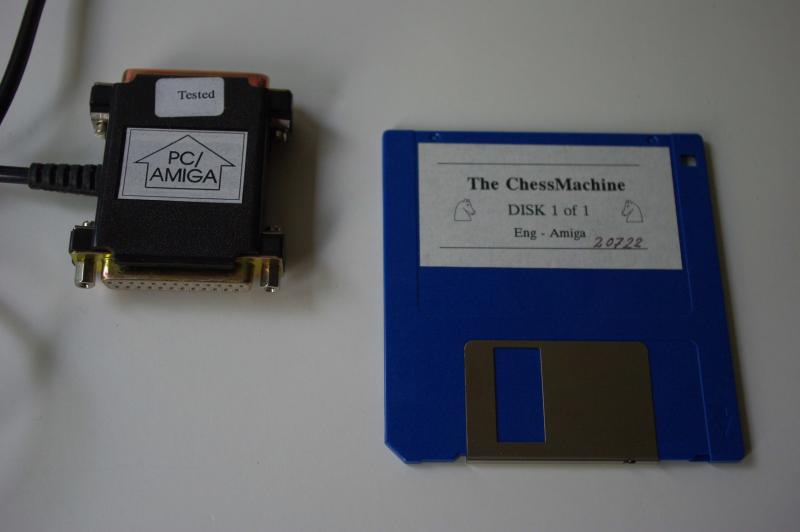 Tested
PC/
AMIGA
The ChessMachine
DISK 1 of 1
Eng - Amiga 20722